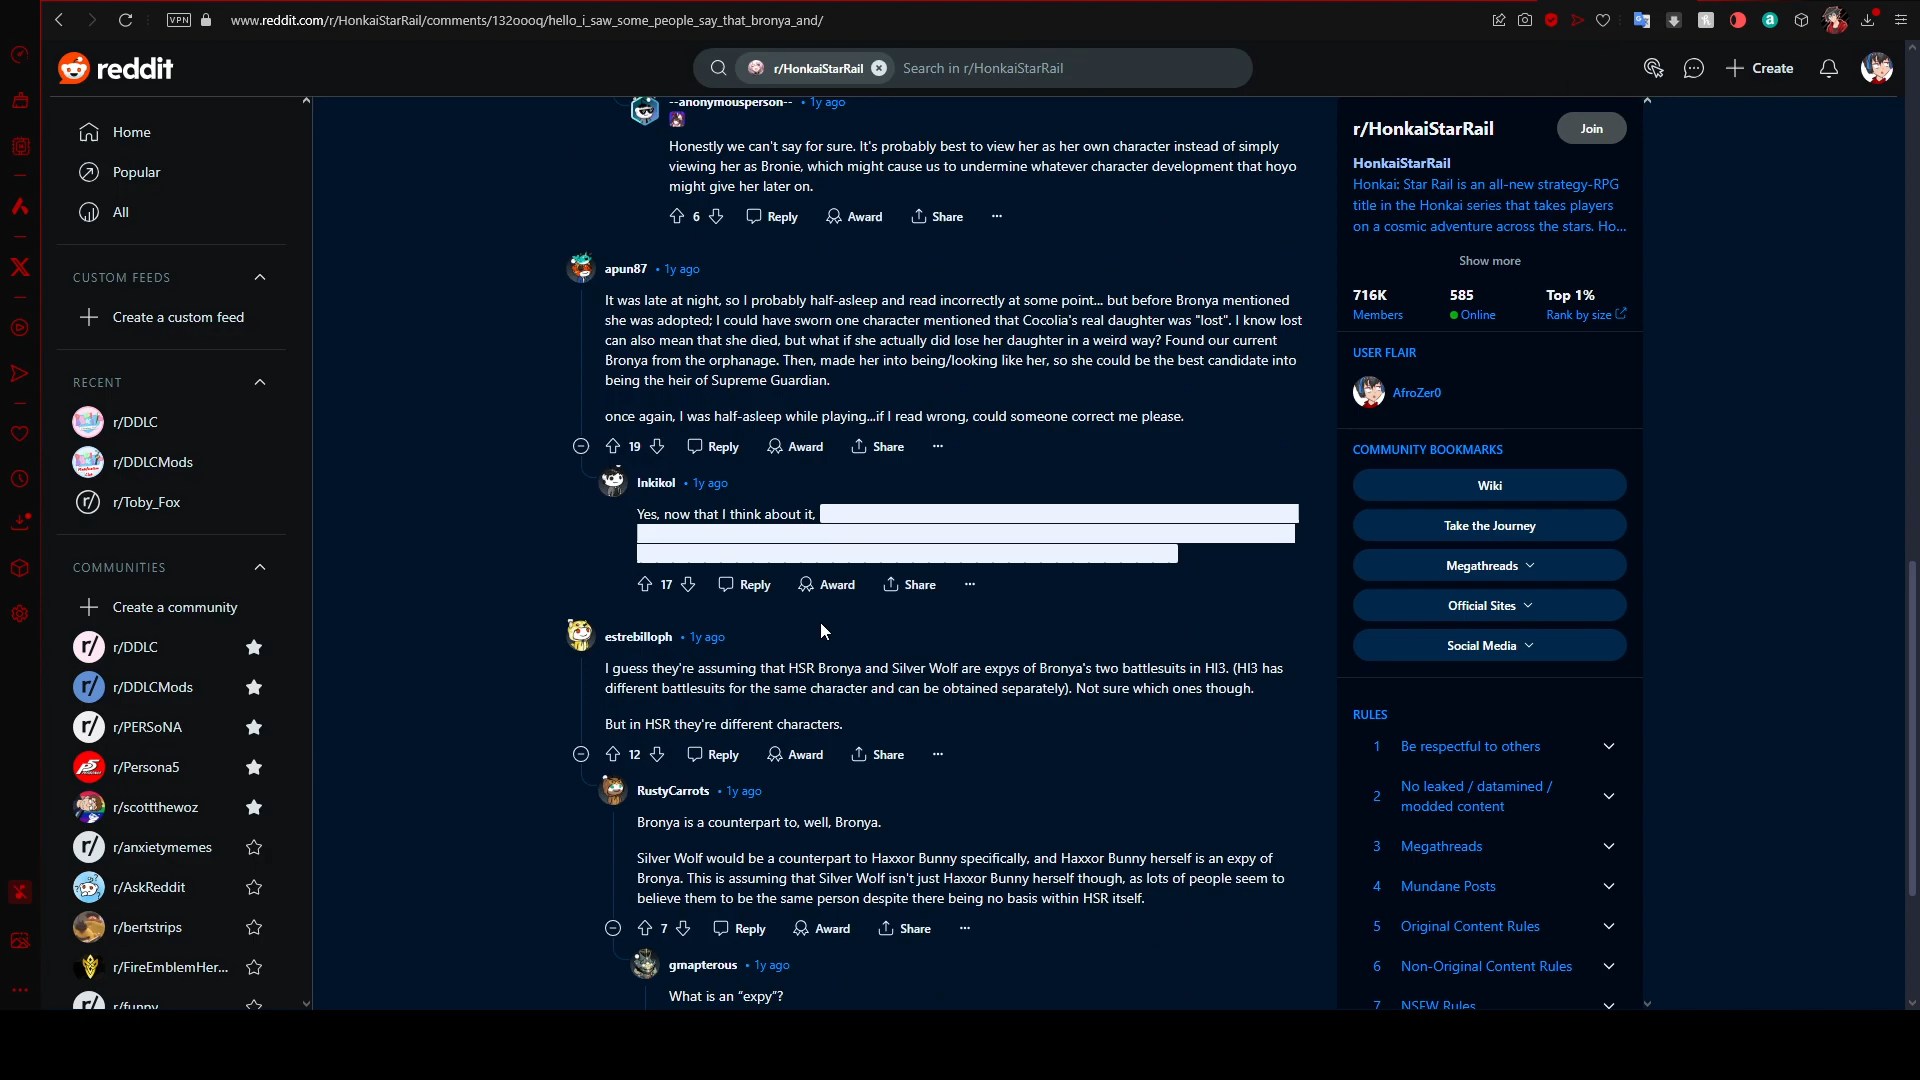 VPN
www.reddit.com/r/HonkaiStarRail/comments/132oooq/hello_i_saw_some_people_say_that_bronya_and/
reddit
r/HonkaiStarRail
Search in r/HonkaiStarRail
Create
Home
Popular
All
CUSTOM FEEDS
Create a custom feed
RECENT
r/DDLC
r/DDLCMods
r/Toby_Fox
COMMUNITIES
Create a community
r/DDLC
r/DDLCMods
r/PERSoNA
r/Persona5
r/scottthewoz
r/anxietymemes
r/AskReddit
r/bertstrips
r/FireEmblemHer...
r/funny
--anonymousperson-- • 1y ago
Honestly we can't say for sure. It's probably best to view her as her own character instead of simply
viewing her as Bronie, which might cause us to undermine whatever character development that hoyo
might give her later on.
6 Reply Award Share ...
apun87 • 1y ago
It was late at night, so I probably half-asleep and read incorrectly at some point... but before Bronya mentioned
she was adopted; I could have sworn one character mentioned that Cocolia's real daughter was "lost". I know lost
can also mean that she died, but what if she actually did lose her daughter in a weird way? Found our current
Bronya from the orphanage. Then, made her into being/looking like her, so she could be the best candidate into
being the heir of Supreme Guardian.
once again, I was half-asleep while playing...if I read wrong, could someone correct me please.
19 Reply Award Share ...
Inkikol • 1y ago
Yes, now that I think about it,
17 Reply Award Share ...
estrebilloph • 1y ago
I guess they're assuming that HSR Bronya and Silver Wolf are expys of Bronya's two battlesuits in HI3. (HI3 has
different battlesuits for the same character and can be obtained separately). Not sure which ones though.
But in HSR they're different characters.
12 Reply Award Share ...
RustyCarrots • 1y ago
Bronya is a counterpart to, well, Bronya.
Silver Wolf would be a counterpart to Haxxor Bunny specifically, and Haxxor Bunny herself is an expy of
Bronya. This is assuming that Silver Wolf isn't just Haxxor Bunny herself though, as lots of people seem to
believe them to be the same person despite there being no basis within HSR itself.
7 Reply Award Share ...
gmapterous • 1y ago
What is an “expy”?
r/HonkaiStarRail
Join
HonkaiStarRail
Honkai: Star Rail is an all-new strategy-RPG
title in the Honkai series that takes players
on a cosmic adventure across the stars. Ho...
Show more
716K 585 Top 1%
Members Online Rank by size
USER FLAIR
AfroZer0
COMMUNITY BOOKMARKS
Wiki
Take the Journey
Megathreads
Official Sites
Social Media
RULES
1 Be respectful to others
2 No leaked / datamined /
modded content
3 Megathreads
4 Mundane Posts
5 Original Content Rules
6 Non-Original Content Rules
7 NSFW Rules